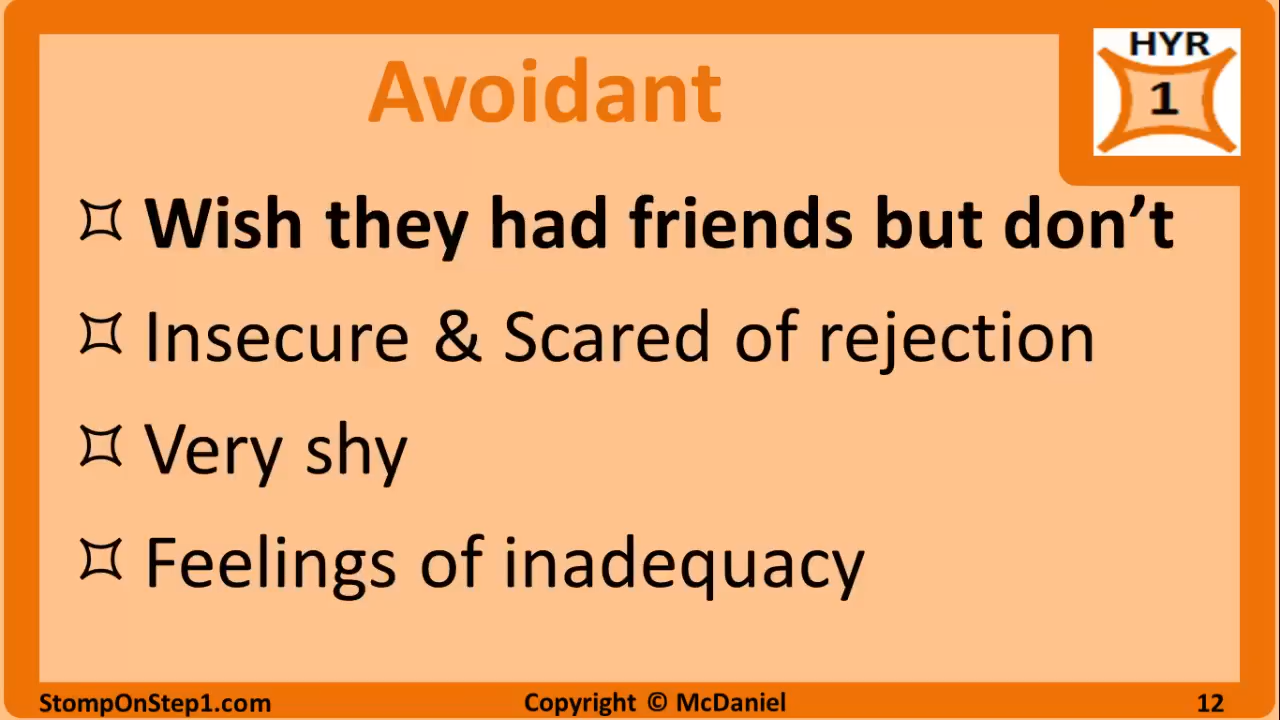 Avoidant
HYR
1
Wish they had friends but don’t
Insecure & Scared of rejection
Very shy
Feelings of inadequacy
StompOnStep1.com
Copyright © McDaniel
12